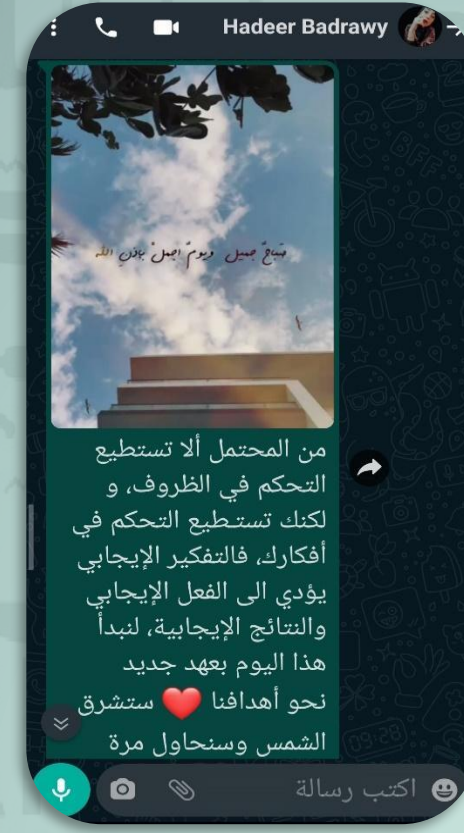 Hadeer Badrawy
صباحٌ جميل ويومٌ اجملْ بإذنِ الله
من المحتمل ألا تستطيع
التحكم في الظروف، و
لكنك تستـطيع التحكم في
أفكارك، فالتفكير الإيجابي
يؤدي الى الفعل الإيجابي
والنتائج الإيجابية، لنبدأ
هذا اليوم بعهد جديد
نحو أهدافنا ❤️ ستشرق
الشمس وسنحاول مرة
اكتب رسالة